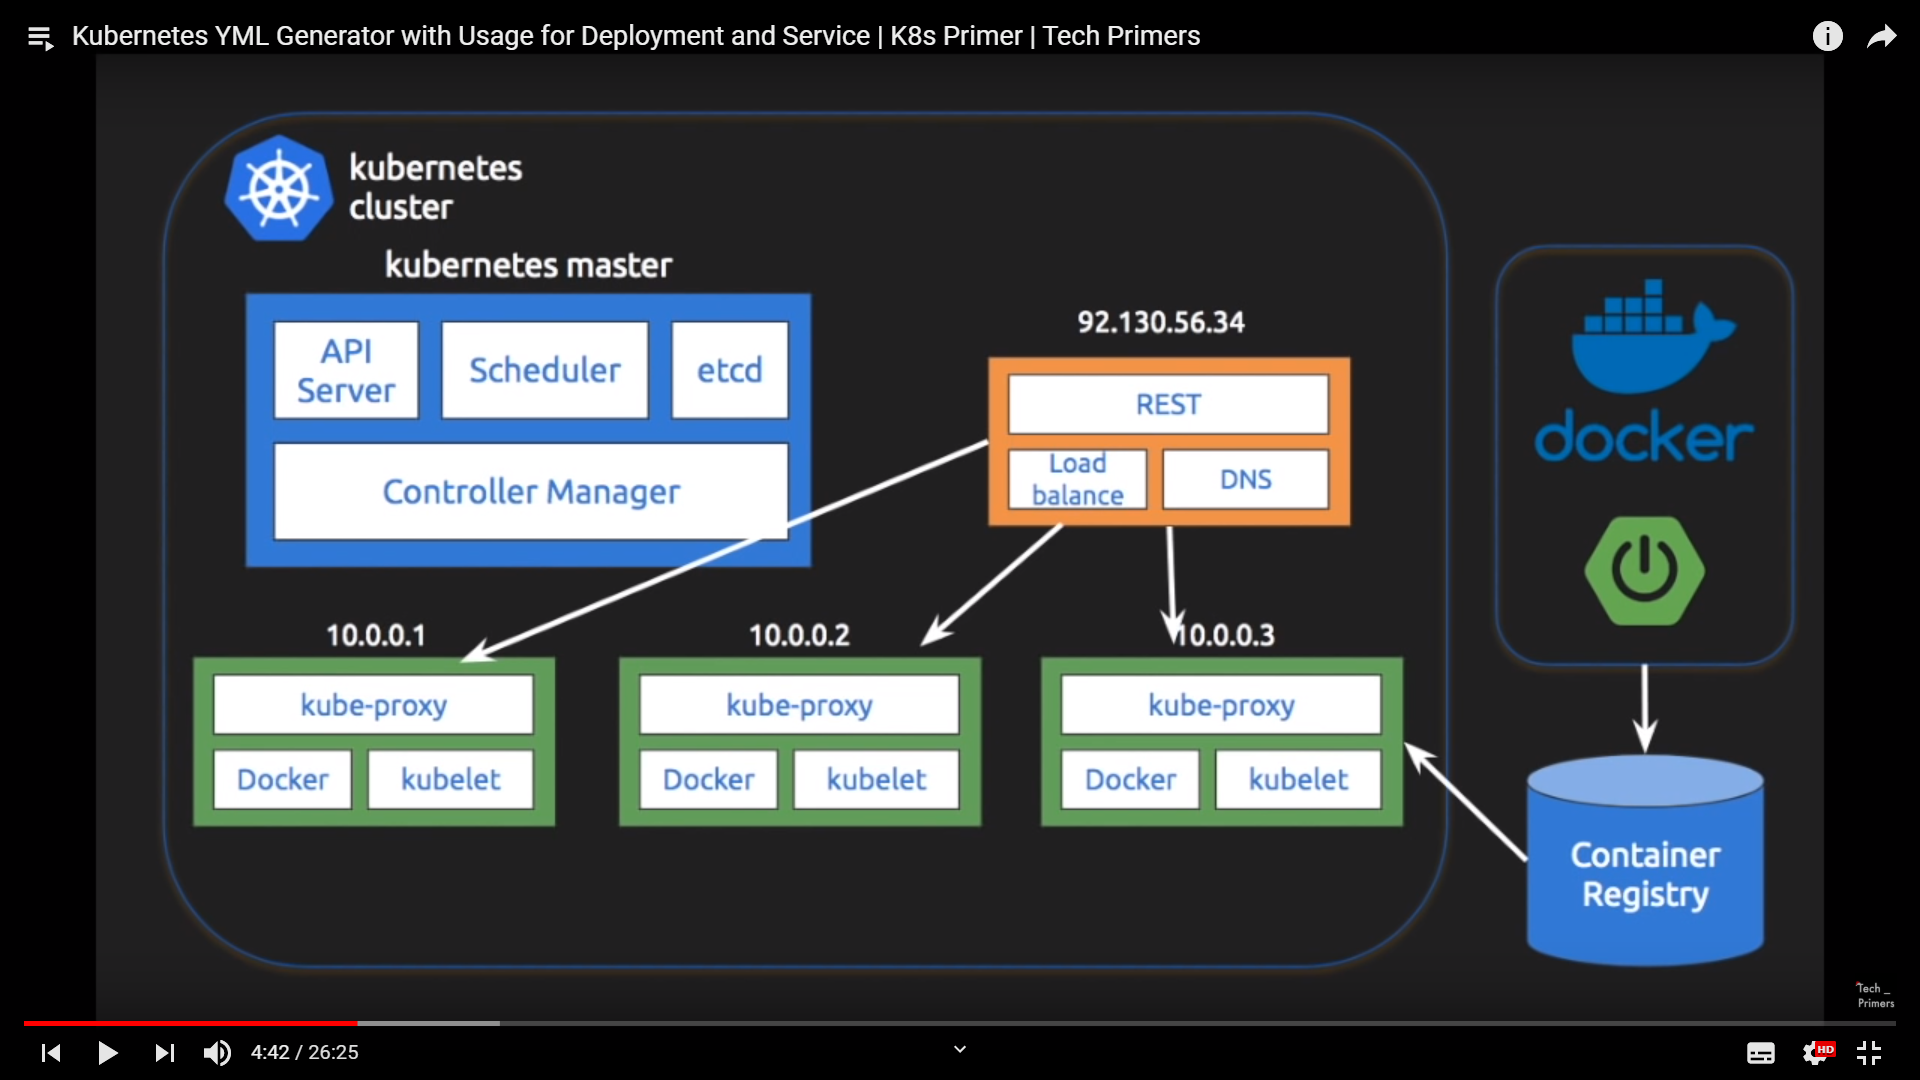 Kubernetes YML Generator with Usage for Deployment and Service | K8s Primer | Tech Primers
kubernetes
cluster
kubernetes master
API
Server
Scheduler
etcd
Controller Manager
92.130.56.34
REST
Load
balance
DNS
docker
10.0.0.1
kube-proxy
Docker
kubelet
10.0.0.2
kube-proxy
Docker
kubelet
10.0.0.3
kube-proxy
Docker
kubelet
Container
Registry
Tech _
Primers
4:42 / 26:25
HD